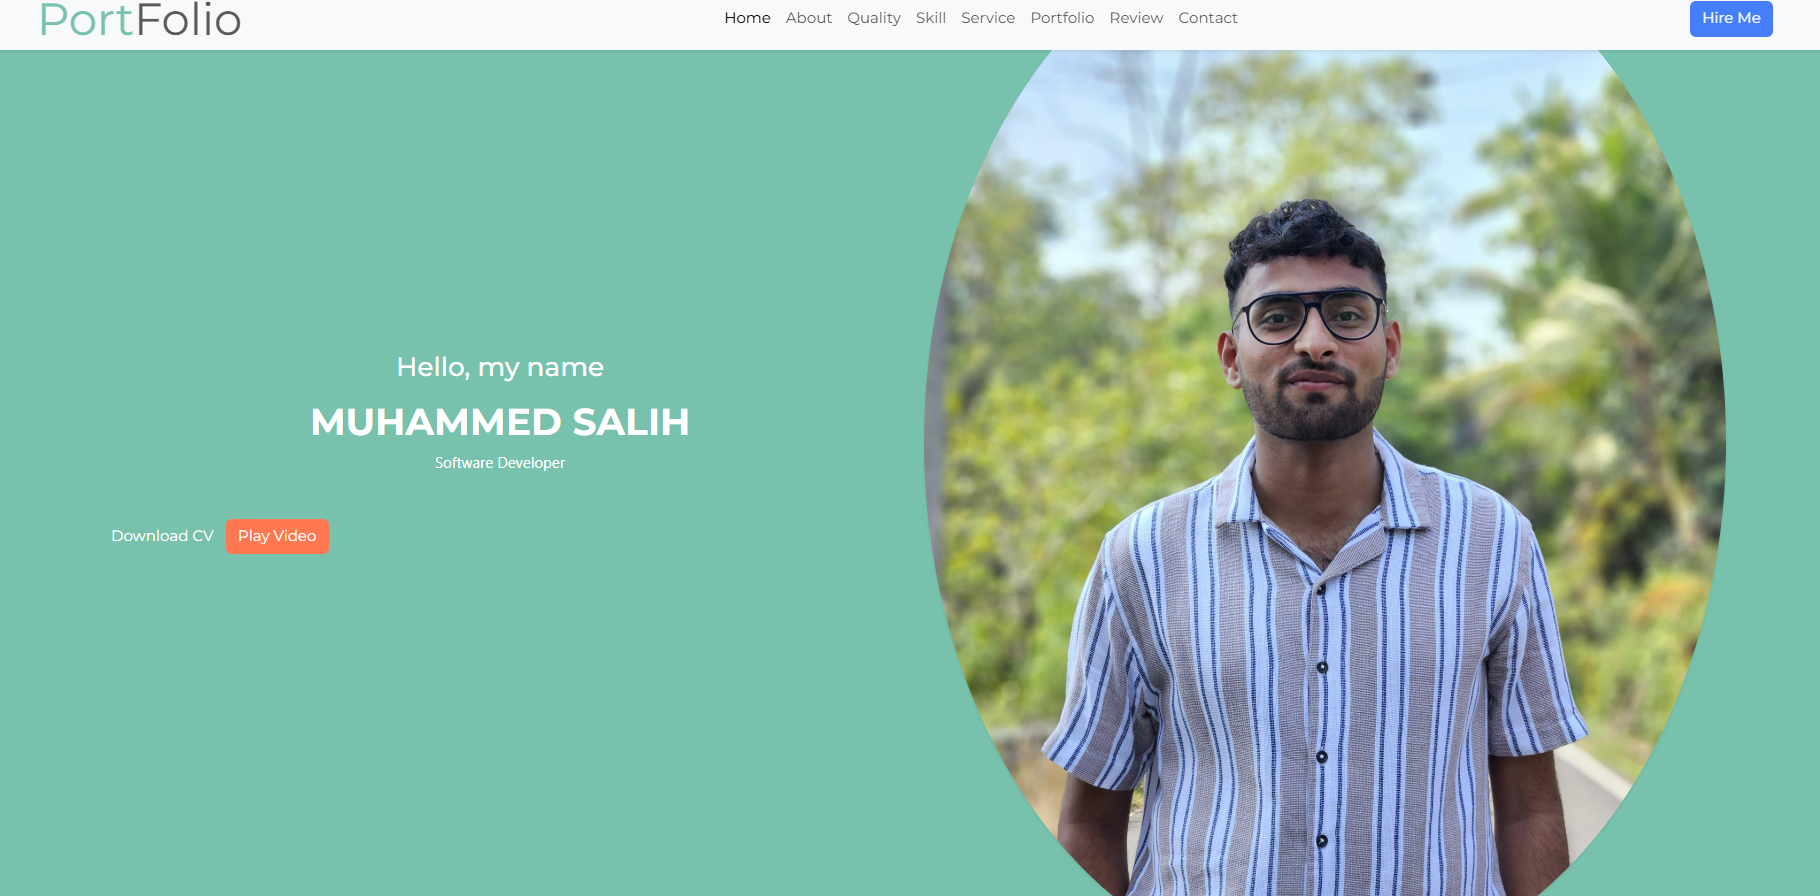 PortFolio
Home About Quality Skill Service Portfolio Review Contact
Hire Me
Hello, my name
MUHAMMED SALIH
Software Developer
Download CV
Play Video